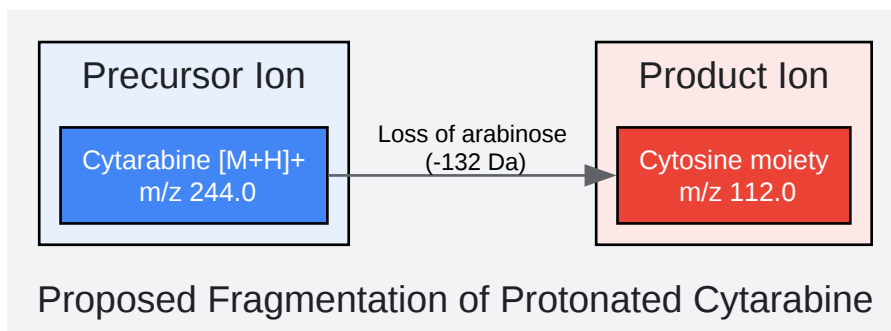 Precursor Ion
Cytarabine [M+H]+
m/z 244.0
Loss of arabinose
(-132 Da)
Product Ion
Cytosine moiety
m/z 112.0
Proposed Fragmentation of Protonated Cytarabine